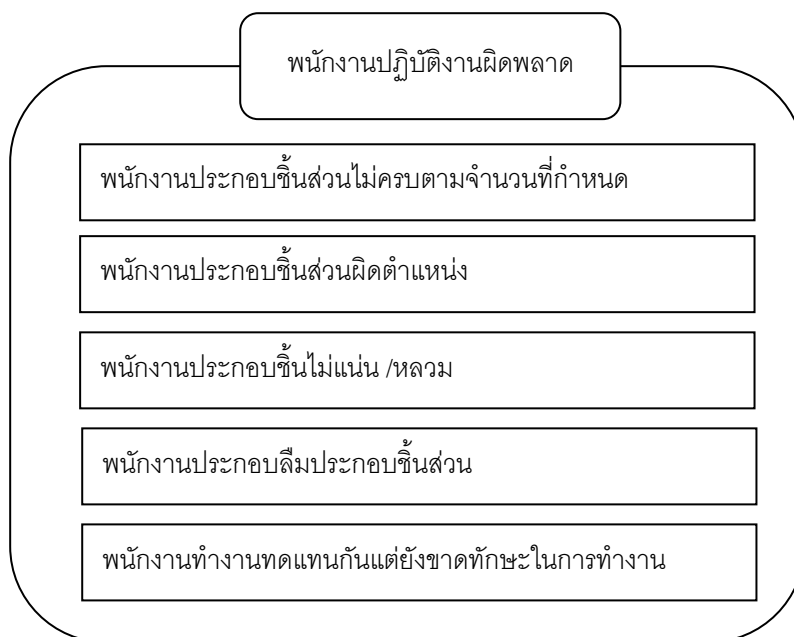 พนักงานปฏิบัติงานผิดพลาด
พนักงานประกอบชิ้นส่วนไม่ครบตามจำนวนที่กำหนด
พนักงานประกอบชิ้นส่วนผิดตำแหน่ง
พนักงานประกอบชิ้นไม่แน่น /หลวม
พนักงานประกอบลืมประกอบชิ้นส่วน
พนักงานทำงานทดแทนกันแต่ยังขาดทักษะในการทำงาน